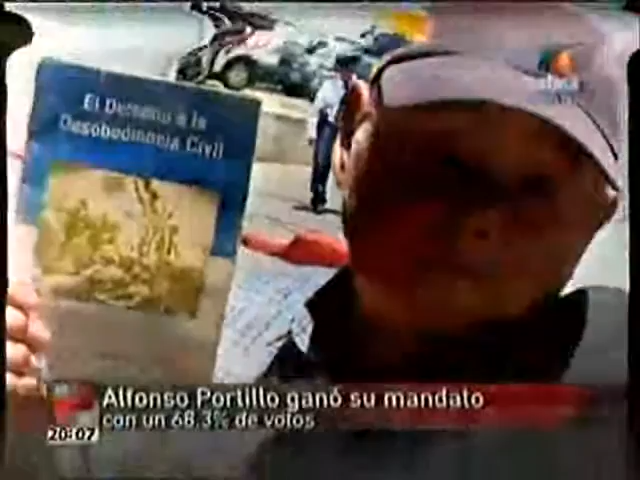 El Derecho a la
Desobediencia Civil
Alfonso Portillo ganó su mandato
con un 68.3% de votos
20:07